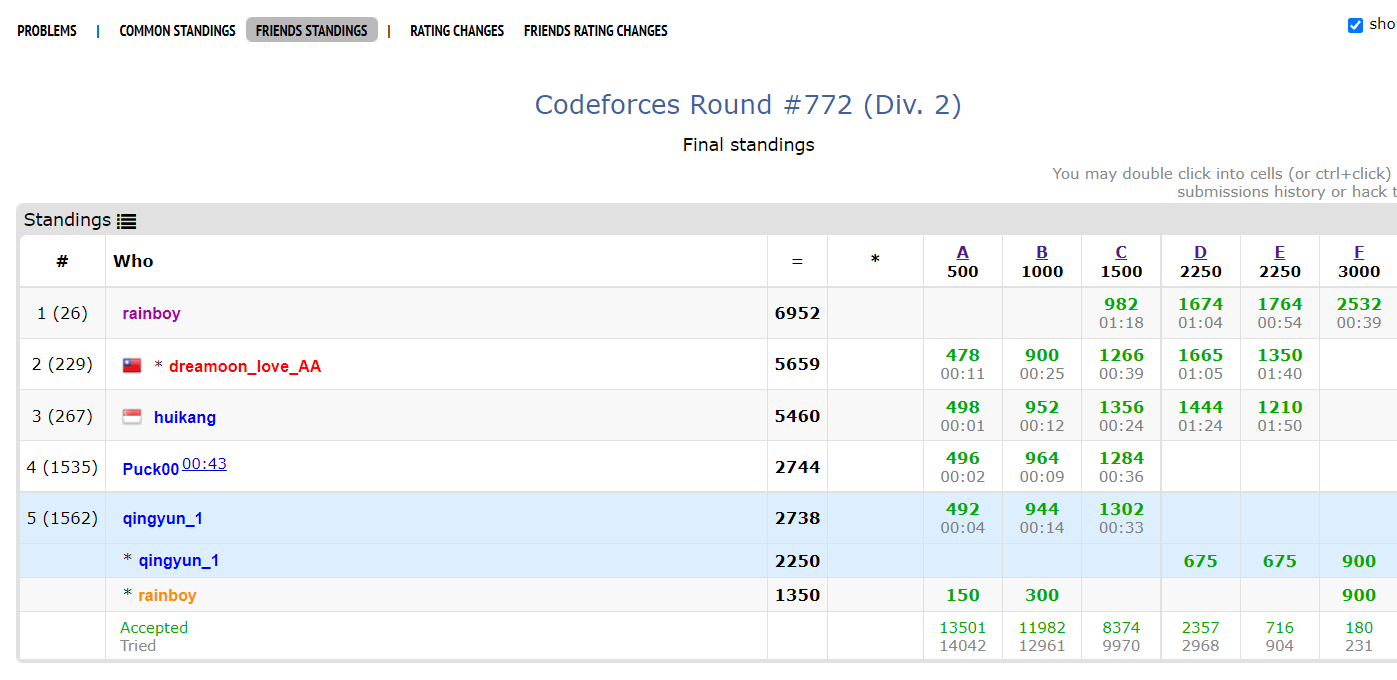 PROBLEMS | COMMON STANDINGS FRIENDS STANDINGS | RATING CHANGES FRIENDS RATING CHANGES sho
Codeforces Round #772 (Div. 2)
Final standings
You may double click into cells (or ctrl+click)
submissions history or hack t
Standings
# Who = * A B C D E F
500 1000 1500 2250 2250 3000
1 (26) rainboy 6952 982 1674 1764 2532
01:18 01:04 00:54 00:39
2 (229) * dreamoon_love_AA 5659 478 900 1266 1665 1350
00:11 00:25 00:39 01:05 01:40
3 (267) huikang 5460 498 952 1356 1444 1210
00:01 00:12 00:24 01:24 01:50
4 (1535) Puck00 00:43 2744 496 964 1284
00:02 00:09 00:36
5 (1562) qingyun_1 2738 492 944 1302
00:04 00:14 00:33
* qingyun_1 2250 675 675 900
* rainboy 1350 150 300 900
Accepted 13501 11982 8374 2357 716 180
Tried 14042 12961 9970 2968 904 231